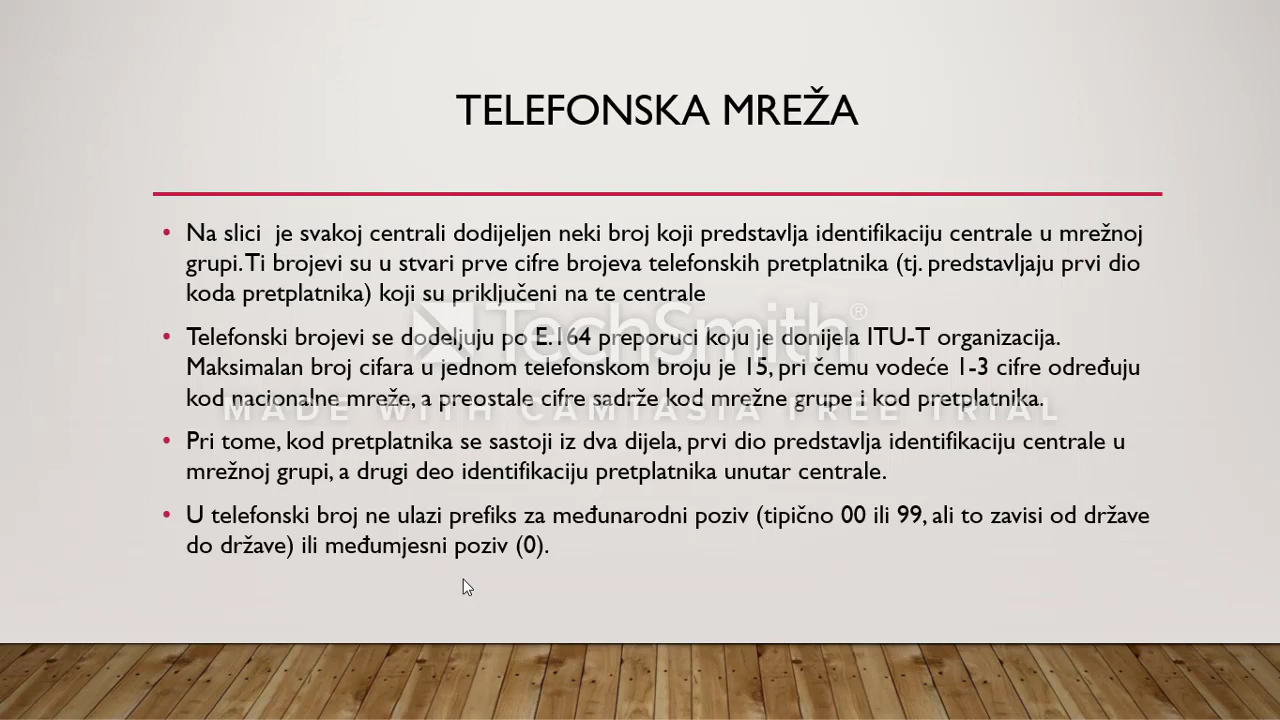 TELEFONSKA MREŽA
• Na slici  je svakoj centrali dodijeljen neki broj koji predstavlja identifikaciju centrale u mrežnoj
grupi. Ti brojevi su u stvari prve cifre brojeva telefonskih pretplatnika (tj. predstavljaju prvi dio
koda pretplatnika) koji su priključeni na te centrale
• Telefonski brojevi se dodeljuju po E.164 preporuci koju je donijela ITU-T organizacija.
Maksimalan broj cifara u jednom telefonskom broju je 15, pri čemu vodeće 1-3 cifre određuju
kod nacionalne mreže, a preostale cifre sadrže kod mrežne grupe i kod pretplatnika.
• Pri tome, kod pretplatnika se sastoji iz dva dijela, prvi dio predstavlja identifikaciju centrale u
mrežnoj grupi, a drugi deo identifikaciju pretplatnika unutar centrale.
• U telefonski broj ne ulazi prefiks za međunarodni poziv (tipično 00 ili 99, ali to zavisi od države
do države) ili međumjesni poziv (0).
TechSmith®
MADE WITH CAMTASIA FREE TRIAL